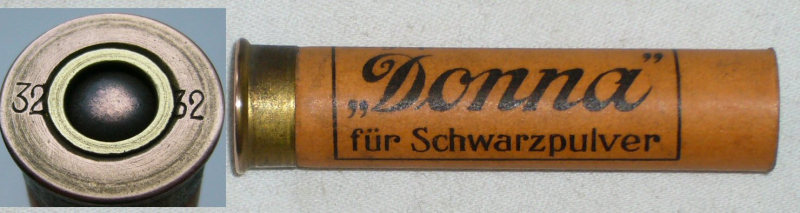 32 32
„Donna"
für Schwarzpulver